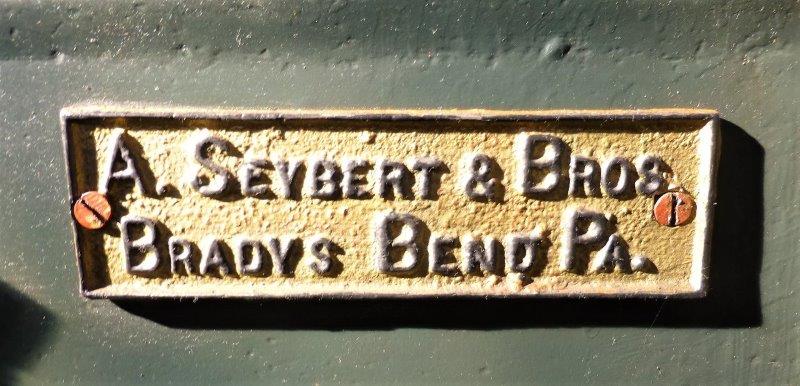 A. SEYBERT & BROS.
BRADYS BEND PA.